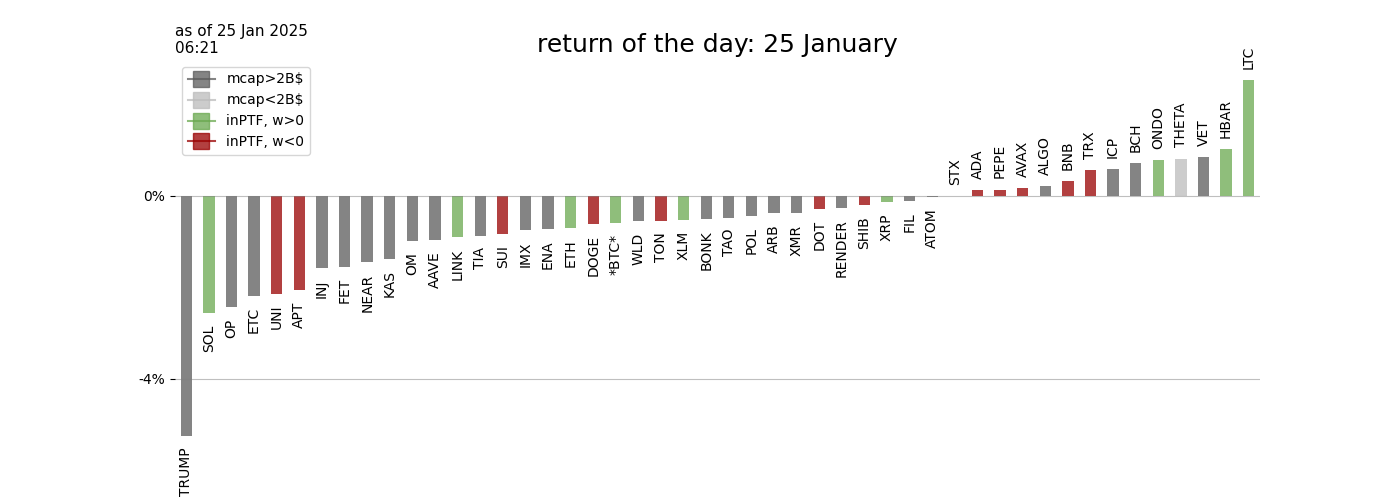 as of 25 Jan 2025
06:21
return of the day: 25 January
mcap>2B$
mcap<2B$
inPTF, w>0
inPTF, w<0
0%
-4%
TRUMP
SOL
OP
ETC
UNI
APT
INJ
FET
NEAR
KAS
OM
AAVE
LINK
TIA
SUI
IMX
ENA
ETH
DOGE
*BTC*
WLD
TON
XLM
BONK
TAO
POL
ARB
XMR
DOT
RENDER
SHIB
XRP
FIL
ATOM
STX
ADA
PEPE
AVAX
ALGO
BNB
TRX
ICP
BCH
ONDO
THETA
VET
HBAR
LTC